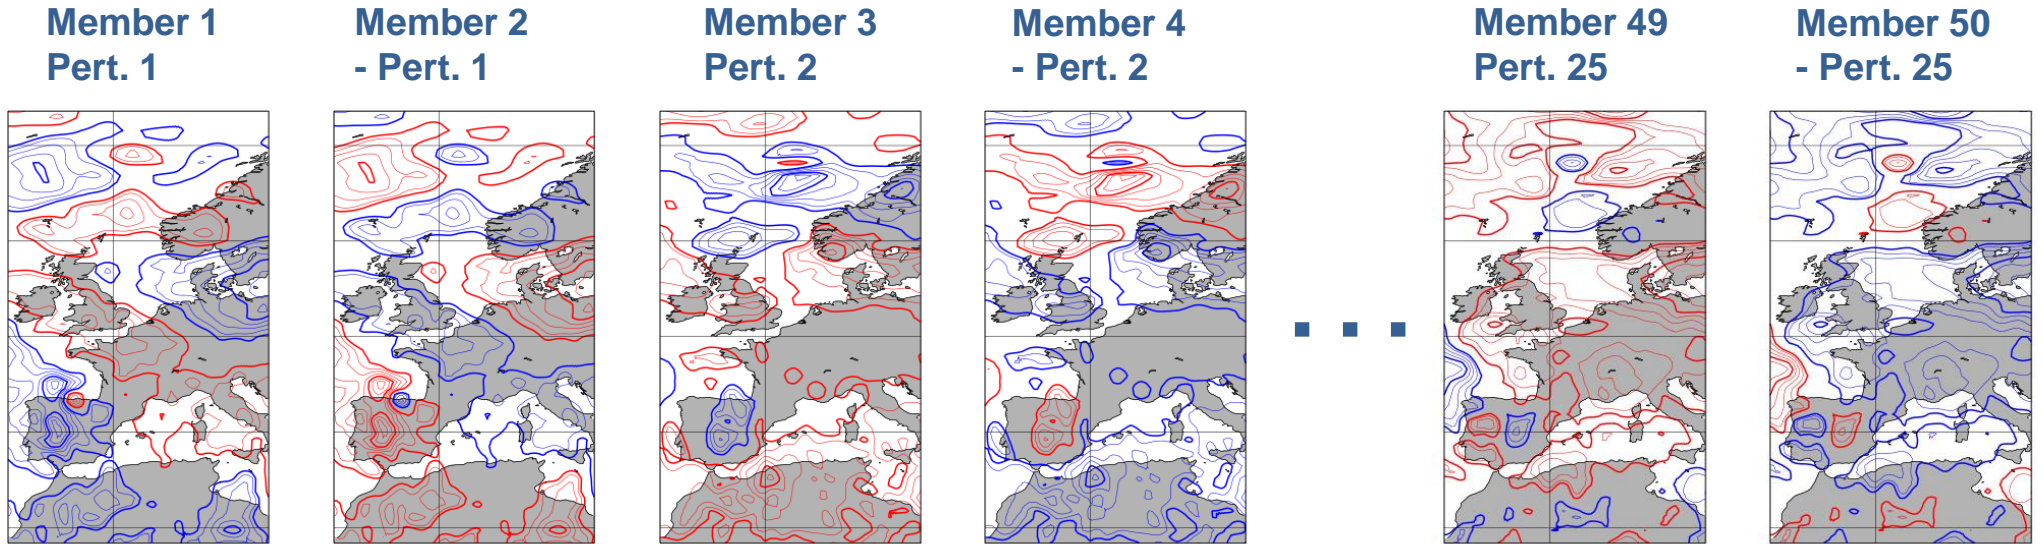 Member 1
Pert. 1
Member 2
- Pert. 1
Member 3
Pert. 2
Member 4
- Pert. 2
Member 49
Pert. 25
Member 50
- Pert. 25